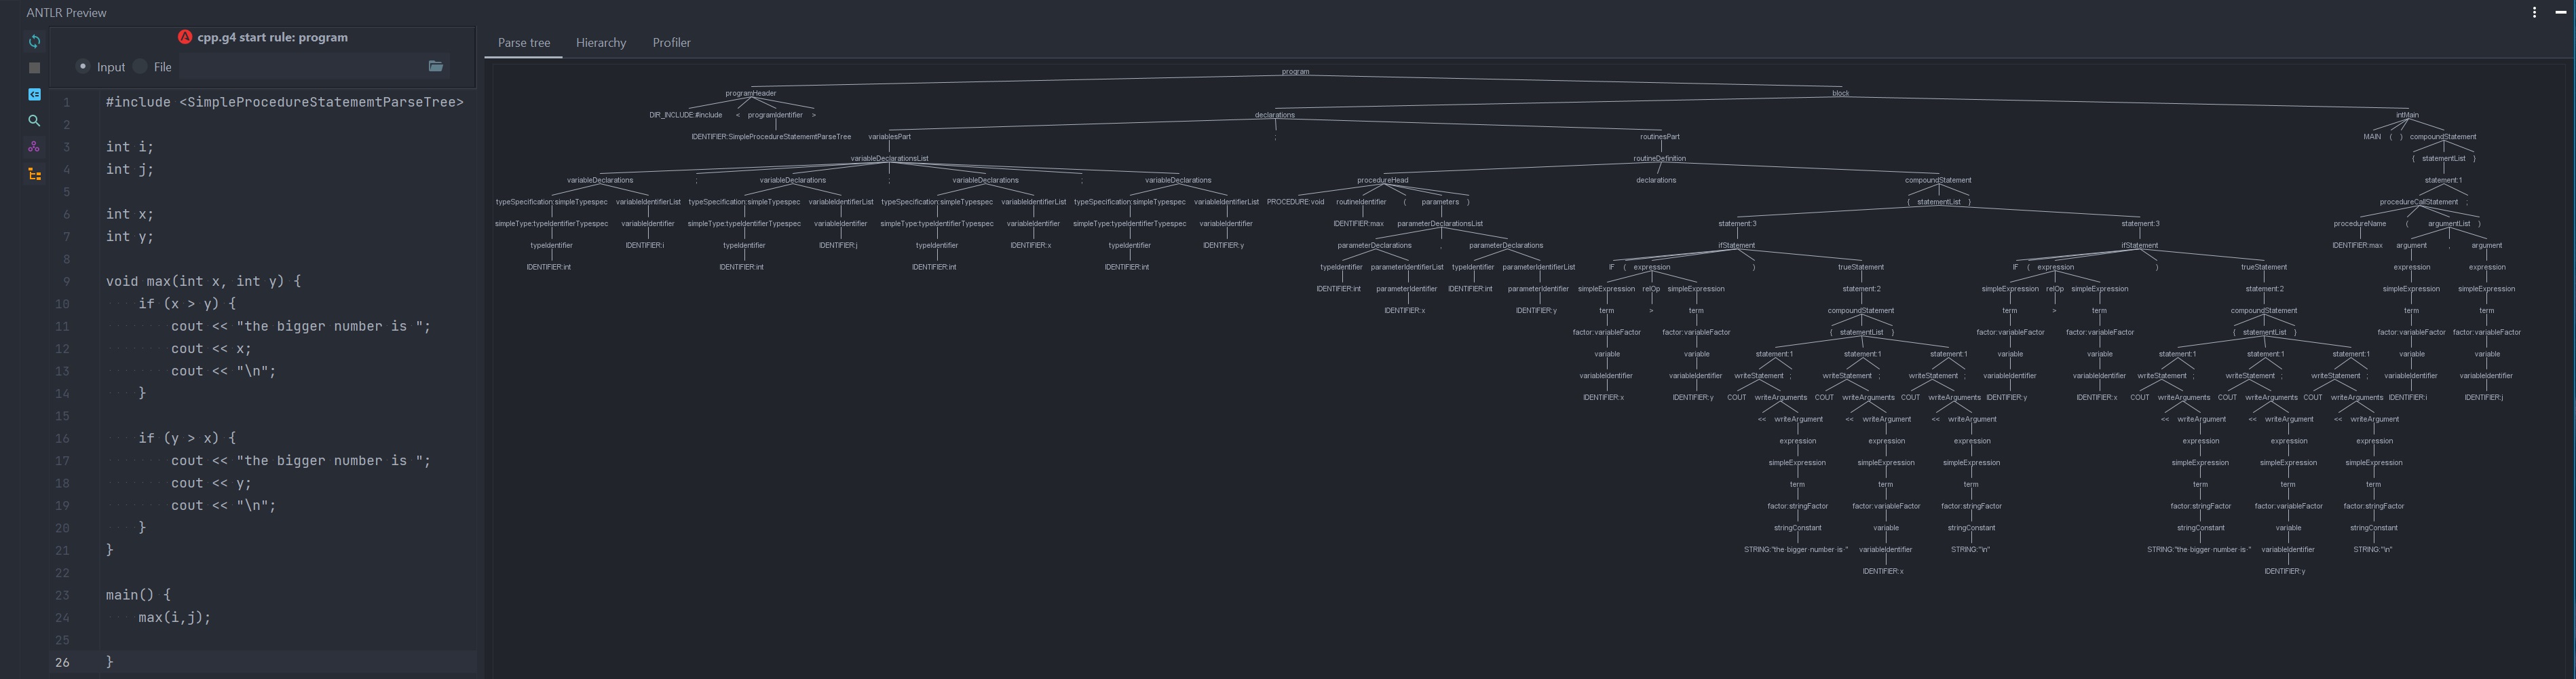 ANTLR Preview
cpp.g4 start rule: program
Input File
1 #include <SimpleProcedureStatememtParseTree>
2
3 int i;
4 int j;
5
6 int x;
7 int y;
8
9 void max(int x, int y) {
10 if (x > y) {
11 cout << "the bigger number is ";
12 cout << x;
13 cout << "\n";
14 }
15
16 if (y > x) {
17 cout << "the bigger number is ";
18 cout << y;
19 cout << "\n";
20 }
21 }
22
23 main() {
24 max(i,j);
25
26 }
Parse tree Hierarchy Profiler
program
programHeader block
DIR_INCLUDE:#include < programIdentifier > declarations intMain
IDENTIFIER:SimpleProcedureStatememtParseTree variablesPart ; routinesPart MAIN ( ) compoundStatement
variableDeclarationsList routineDefinition { statementList }
variableDeclarations ; variableDeclarations ; variableDeclarations ; variableDeclarations procedureHead declarations compoundStatement statement:1
typeSpecification:simpleTypespec variableIdentifierList typeSpecification:simpleTypespec variableIdentifierList typeSpecification:simpleTypespec variableIdentifierList typeSpecification:simpleTypespec variableIdentifierList PROCEDURE:void routineIdentifier ( parameters ) { statementList } procedureCallStatement ;
simpleType:typeIdentifierTypespec variableIdentifier simpleType:typeIdentifierTypespec variableIdentifier simpleType:typeIdentifierTypespec variableIdentifier simpleType:typeIdentifierTypespec variableIdentifier IDENTIFIER:max parameterDeclarationsList statement:3 statement:3 procedureName ( argumentList )
typeIdentifier IDENTIFIER:i typeIdentifier IDENTIFIER:j typeIdentifier IDENTIFIER:x typeIdentifier IDENTIFIER:y parameterDeclarations , parameterDeclarations ifStatement ifStatement IDENTIFIER:max argument , argument
IDENTIFIER:int IDENTIFIER:int IDENTIFIER:int IDENTIFIER:int typeIdentifier parameterIdentifierList typeIdentifier parameterIdentifierList IF ( expression ) trueStatement IF ( expression ) trueStatement expression expression
IDENTIFIER:int parameterIdentifier IDENTIFIER:int parameterIdentifier simpleExpression relOp simpleExpression statement:2 simpleExpression relOp simpleExpression statement:2 simpleExpression simpleExpression
IDENTIFIER:x IDENTIFIER:y term > term compoundStatement term > term compoundStatement term term
factor:variableFactor factor:variableFactor { statementList } factor:variableFactor factor:variableFactor { statementList } factor:variableFactor factor:variableFactor
variable variable statement:1 statement:1 statement:1 variable variable statement:1 statement:1 statement:1 variable variable
variableIdentifier variableIdentifier writeStatement ; writeStatement ; writeStatement ; variableIdentifier variableIdentifier writeStatement ; writeStatement ; writeStatement ; variableIdentifier variableIdentifier
IDENTIFIER:x IDENTIFIER:y COUT writeArguments COUT writeArguments COUT writeArguments IDENTIFIER:y IDENTIFIER:x COUT writeArguments COUT writeArguments COUT writeArguments IDENTIFIER:i IDENTIFIER:j
<< writeArgument << writeArgument << writeArgument << writeArgument << writeArgument << writeArgument
expression expression expression expression expression expression
simpleExpression simpleExpression simpleExpression simpleExpression simpleExpression simpleExpression
term term term term term term
factor:stringFactor factor:variableFactor factor:stringFactor factor:stringFactor factor:variableFactor factor:stringFactor
stringConstant variable stringConstant stringConstant variable stringConstant
STRING:"the·bigger·number·is·" variableIdentifier STRING:"\n" STRING:"the·bigger·number·is·" variableIdentifier STRING:"\n"
IDENTIFIER:x IDENTIFIER:y